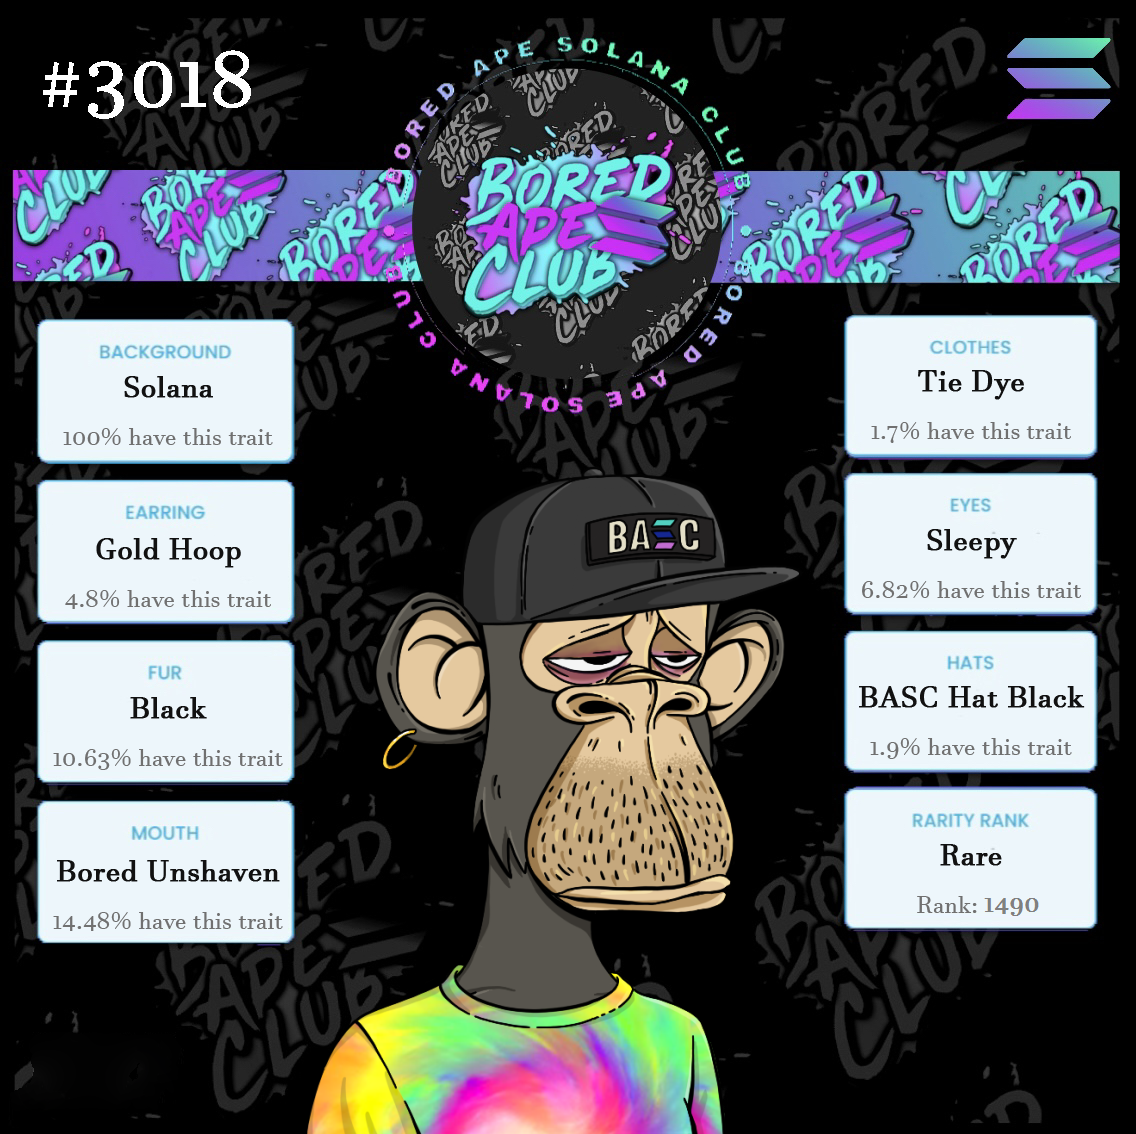 #3018
BORED APE SOLANA CLUB
BORED APE SOLANA CLUB
BORED
APE
CLUB
BACKGROUND
Solana
100% have this trait
EARRING
Gold Hoop
4.8% have this trait
FUR
Black
10.63% have this trait
MOUTH
Bored Unshaven
14.48% have this trait
CLOTHES
Tie Dye
1.7% have this trait
EYES
Sleepy
6.82% have this trait
HATS
BASC Hat Black
1.9% have this trait
RARITY RANK
Rare
Rank: 1490
BASC